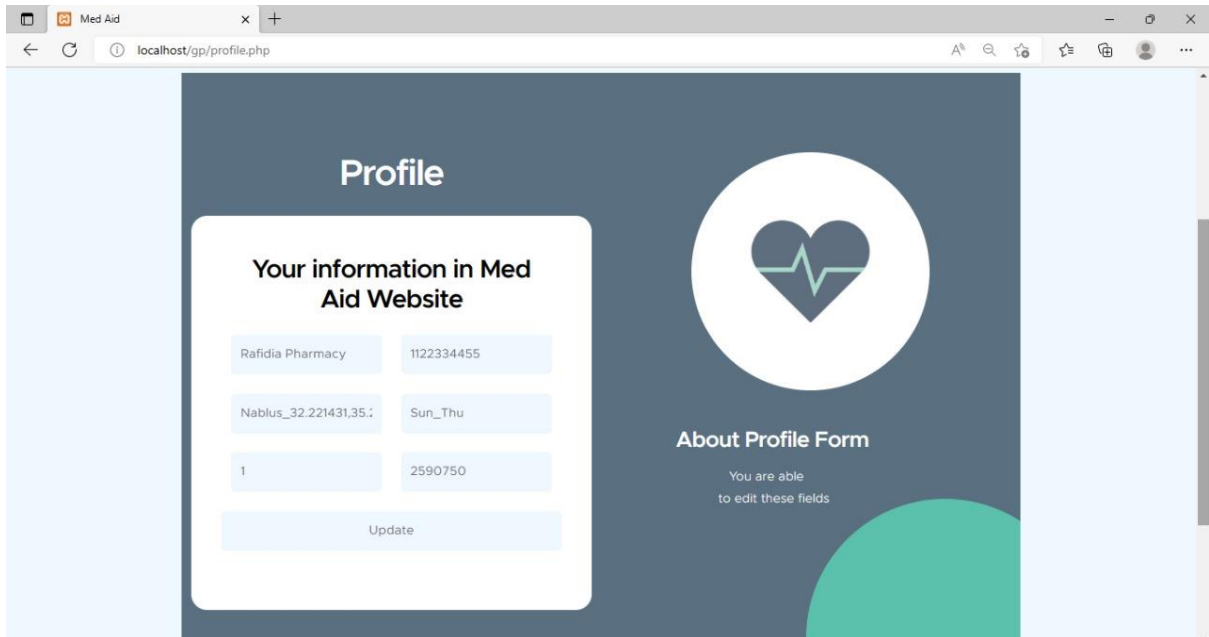 Med Aid
localhost/gp/profile.php
Profile
Your information in Med
Aid Website
Rafidia Pharmacy
1122334455
Nablus_32.221431,35.2
Sun_Thu
1
2590750
Update
About Profile Form
You are able
to edit these fields